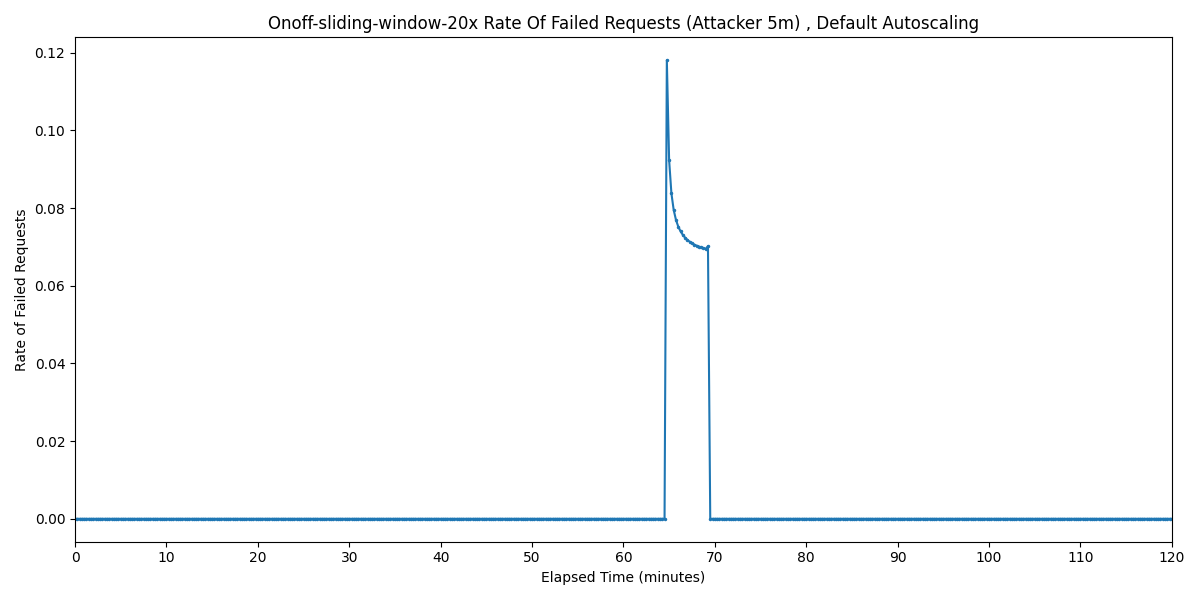 Onoff-sliding-window-20x Rate Of Failed Requests (Attacker 5m) , Default Autoscaling
0.12
0.10
0.08
0.06
0.04
0.02
0.00
Rate of Failed Requests
0 10 20 30 40 50 60 70 80 90 100 110 120
Elapsed Time (minutes)